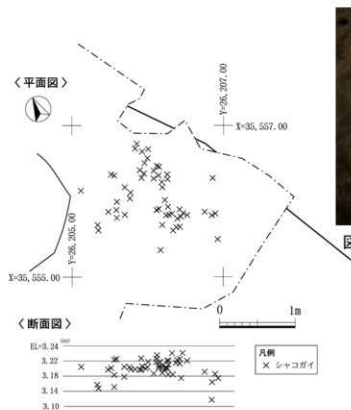 〈平面図〉
Y=26,207.00
X=35,557.00
Y=26,205.00
X=35,555.00
0 1m
〈断面図〉
EL=3.24
3.22
3.18
3.14
3.10
凡例
× シャコガイ
図